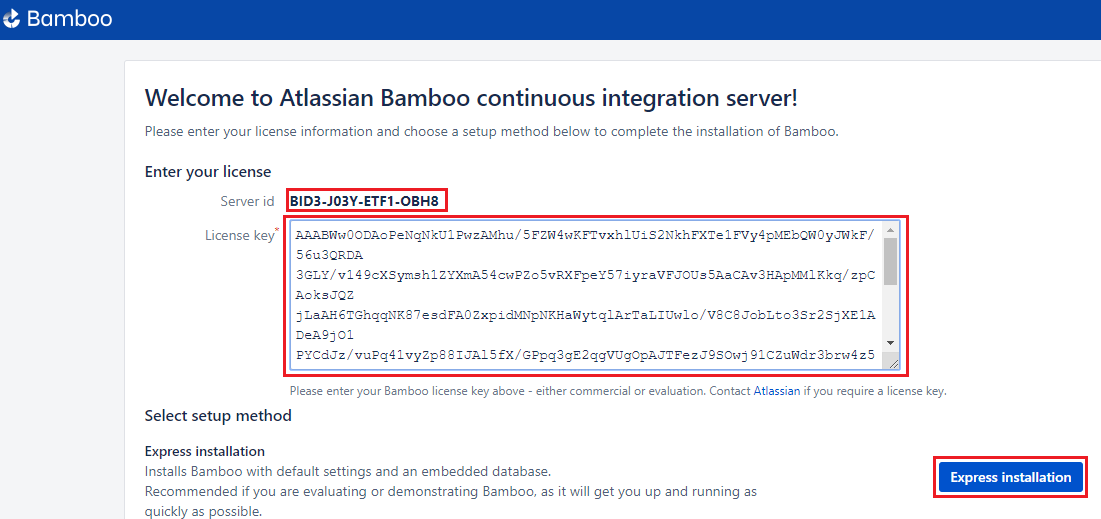 Bamboo
Welcome to Atlassian Bamboo continuous integration server!
Please enter your license information and choose a setup method below to complete the installation of Bamboo.
Enter your license
Server id BID3-J03Y-ETF1-OBH8
License key*
AAABWw0ODAoPeNqNkU1PwzAMhu/5FZW4wKFTvxhlUiS2NkhFXTe1FVy4pMEbQW0yJWkF/
56u3QRDA
3GLY/v149cXSymsh1ZYXmA54cwPZo5vRXFpeY57iyraVFJOUs5AaCAv3HApMMlKkq/zpC
AoksJQZ
jLaAH6TGhqqNK87esdFA0ZxpidMNpNKHaWytqlArTaLIUwlo/V8C8JobLto3Sr2SjXE1A
DeA9jO1
PYCdJz/vuPq41vyZp88IJAl5fX/GPpq3gE2qgVUgOpAJTFezJ9SOwj9lCZuWdr3brw4z5
Please enter your Bamboo license key above - either commercial or evaluation. Contact Atlassian if you require a license key.
Select setup method
Express installation
Installs Bamboo with default settings and an embedded database.
Recommended if you are evaluating or demonstrating Bamboo, as it will get you up and running as
quickly as possible.
Express installation